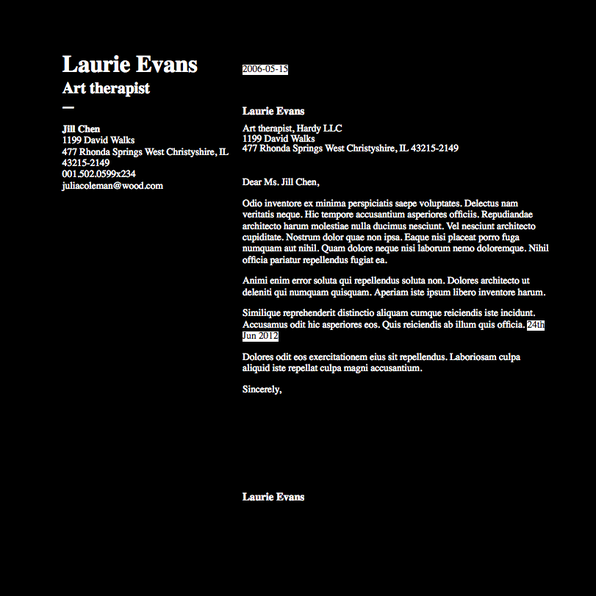 Laurie Evans
Art therapist
Jill Chen
1199 David Walks
477 Rhonda Springs West Christyshire, IL
43215-2149
001.502.0599x234
juliacoleman@wood.com
2006-05-15
Laurie Evans
Art therapist, Hardy LLC
1199 David Walks
477 Rhonda Springs West Christyshire, IL 43215-2149
Dear Ms. Jill Chen,
Odio inventore ex minima perspiciatis saepe voluptates. Delectus nam
veritatis neque. Hic tempore accusantium asperiores officiis. Repudiandae
architecto harum molestiae nulla ducimus nesciunt. Vel nesciunt architecto
cupiditate. Nostrum dolor quae non ipsa. Eaque nisi placeat porro fuga
numquam aut nihil. Quam dolore neque nisi laborum nemo doloremque. Nihil
officia pariatur repellendus fugiat ea.
Animi enim error soluta qui repellendus soluta non. Dolores architecto ut
deleniti qui numquam quisquam. Aperiam iste ipsum libero inventore harum.
Similique reprehenderit distinctio aliquam cumque reiciendis iste incidunt.
Accusamus odit hic asperiores eos. Quis reiciendis ab illum quis officia. 24th
Jun 2012
Dolores odit eos exercitationem eius sit repellendus. Laboriosam culpa
aliquid iste repellat culpa magni accusantium.
Sincerely,
Laurie Evans